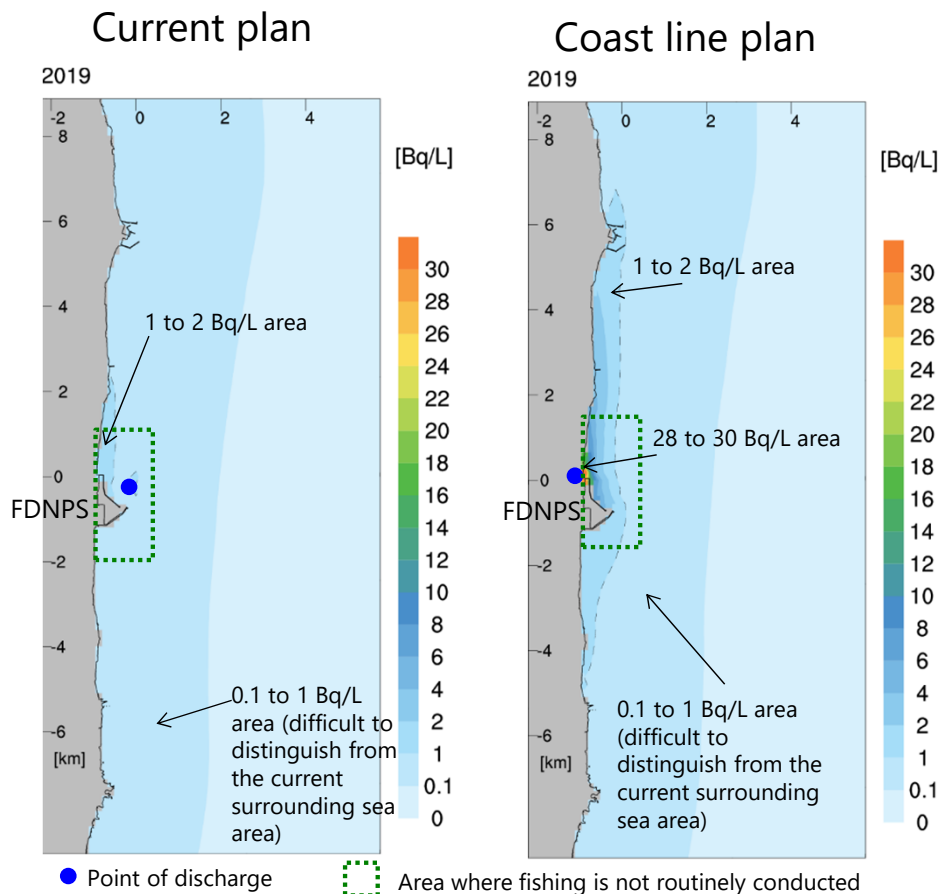 Current plan
2019
-2
0
2
4
8
6
4
2
0
-2
-4
-6
[km]
[Bq/L]
30
28
26
24
22
20
18
16
14
12
10
8
6
4
2
1
0.1
0
1 to 2 Bq/L area
FDNPS
0.1 to 1 Bq/L
area (difficult to
distinguish from
the current
surrounding sea
area)
Coast line plan
2019
-2
0
2
4
8
6
4
2
0
-2
-4
-6
[km]
[Bq/L]
30
28
26
24
22
20
18
16
14
12
10
8
6
4
2
1
0.1
0
1 to 2 Bq/L area
28 to 30 Bq/L area
FDNPS
0.1 to 1 Bq/L area
(difficult to
distinguish from the
current surrounding
sea area)
Point of discharge
Area where fishing is not routinely conducted